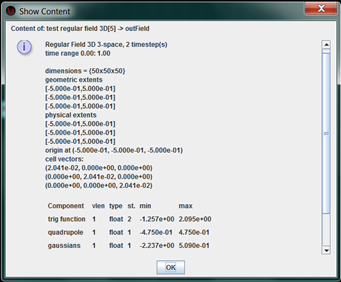 Show Content
Content of: test regular field 3D[5] -> outField
Regular Field 3D 3-space, 2 timestep(s)
time range 0.00: 1.00
dimensions = {50x50x50}
geometric extents
[-5.000e-01,5.000e-01]
[-5.000e-01,5.000e-01]
[-5.000e-01,5.000e-01]
physical extents
[-5.000e-01,5.000e-01]
[-5.000e-01,5.000e-01]
[-5.000e-01,5.000e-01]
origin at (-5.000e-01, -5.000e-01, -5.000e-01)
cell vectors:
(2.041e-02, 0.000e+00, 0.000e+00)
(0.000e+00, 2.041e-02, 0.000e+00)
(0.000e+00, 0.000e+00, 2.041e-02)
Component vlen type st. min max
trig function 1 float 2 -1.257e+00 2.095e+00
quadrupole 1 float 1 -4.750e-01 4.750e-01
gaussians 1 float 1 -2.237e+00 5.090e-01
OK